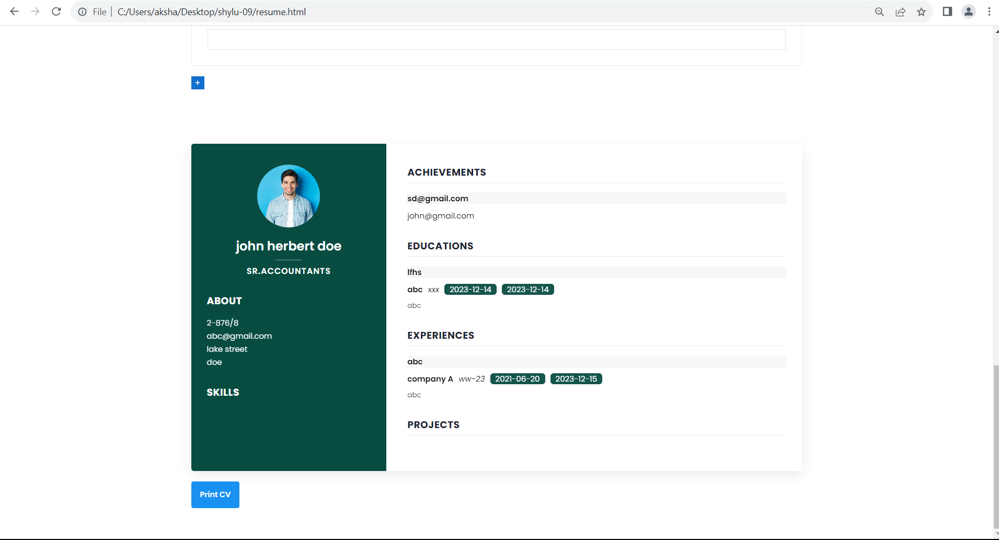 File | C:/Users/aksha/Desktop/shylu-09/resume.html
+
john herbert doe
SR.ACCOUNTANTS
ABOUT
2-876/8
abc@gmail.com
lake street
doe
SKILLS
ACHIEVEMENTS
sd@gmail.com
john@gmail.com
EDUCATIONS
lfhs
abc xxx 2023-12-14 2023-12-14
abc
EXPERIENCES
abc
company A ww-23 2021-06-20 2023-12-15
abc
PROJECTS
Print CV